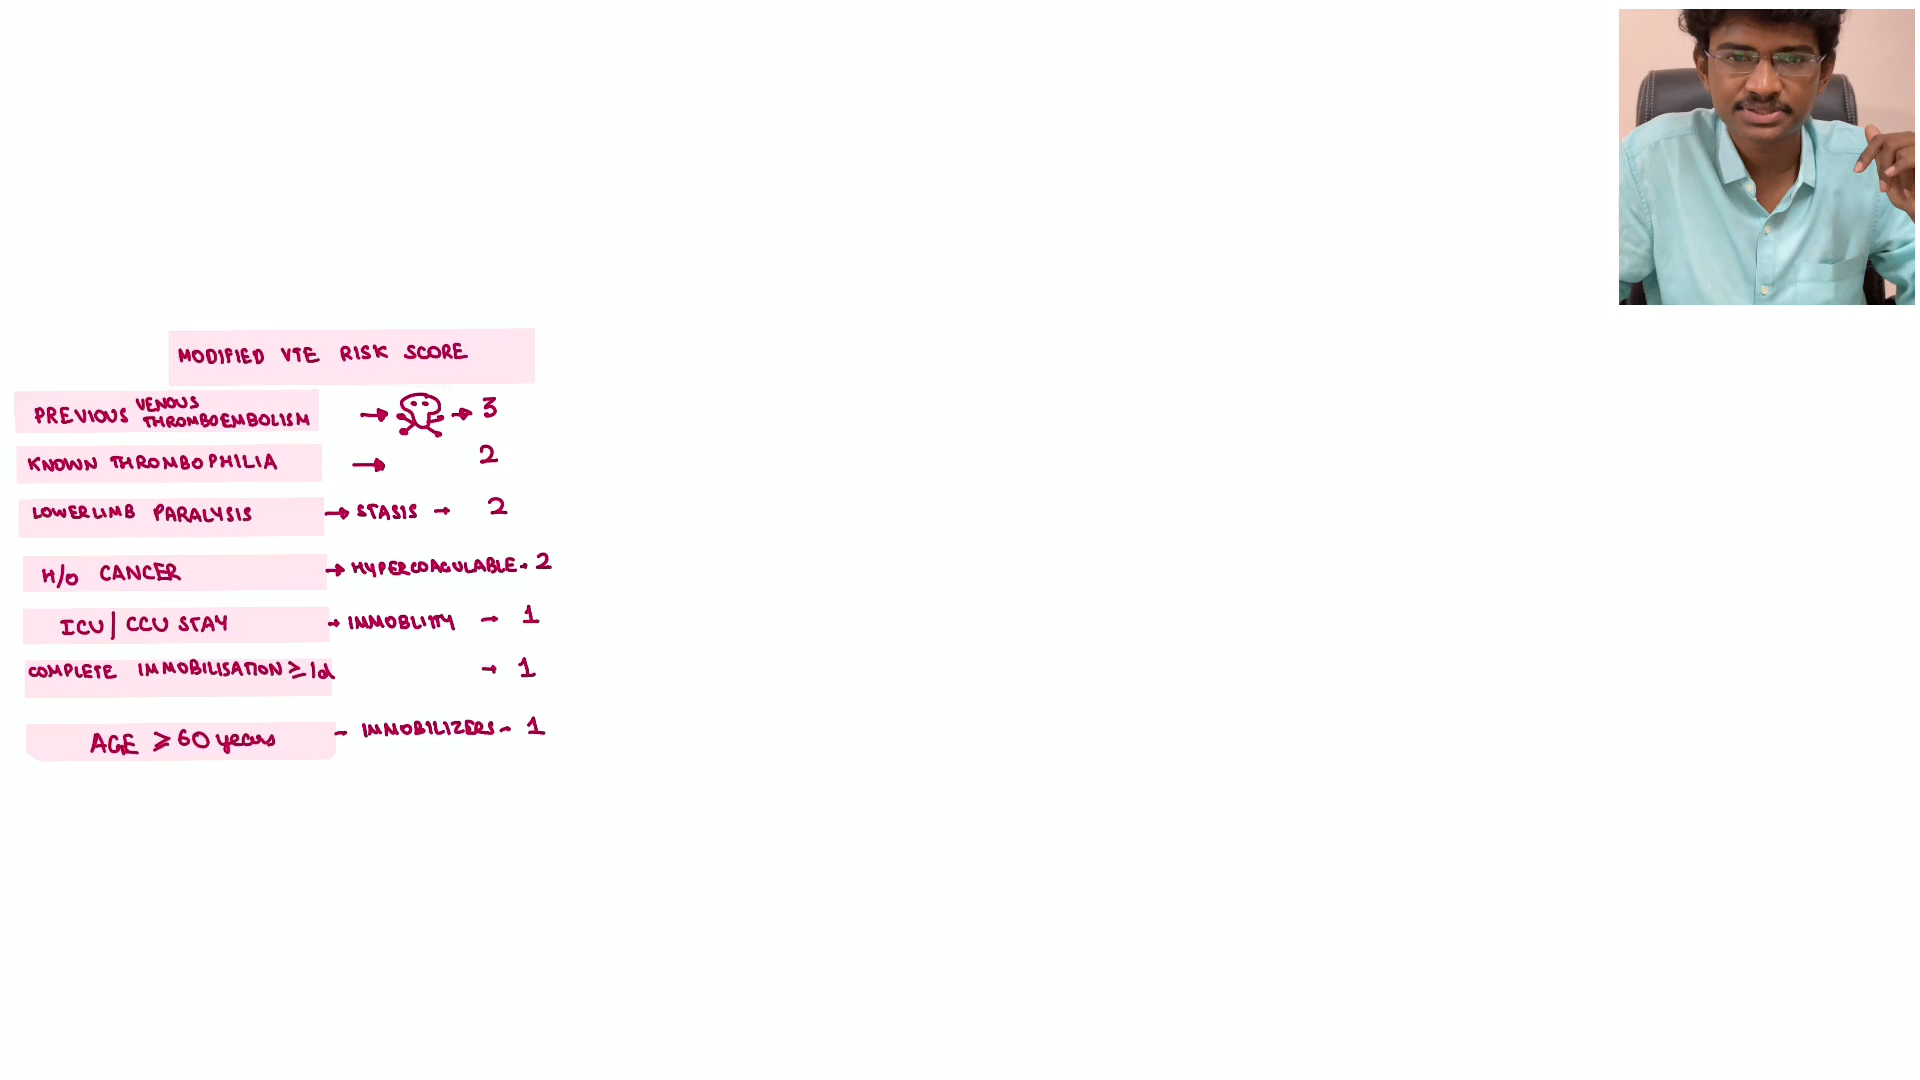 MODIFIED VTE RISK SCORE
PREVIOUS VENOUS THROMBOEMBOLISM → → 3
KNOWN THROMBOPHILIA → 2
LOWERLIMB PARALYSIS → STASIS → 2
H/O CANCER → HYPERCOAGULABLE - 2
ICU | CCU STAY → IMMOBLITY → 1
COMPLETE IMMOBILISATION ≥ 1d → 1
AGE ≥ 60 years - IMMOBILIZERS - 1